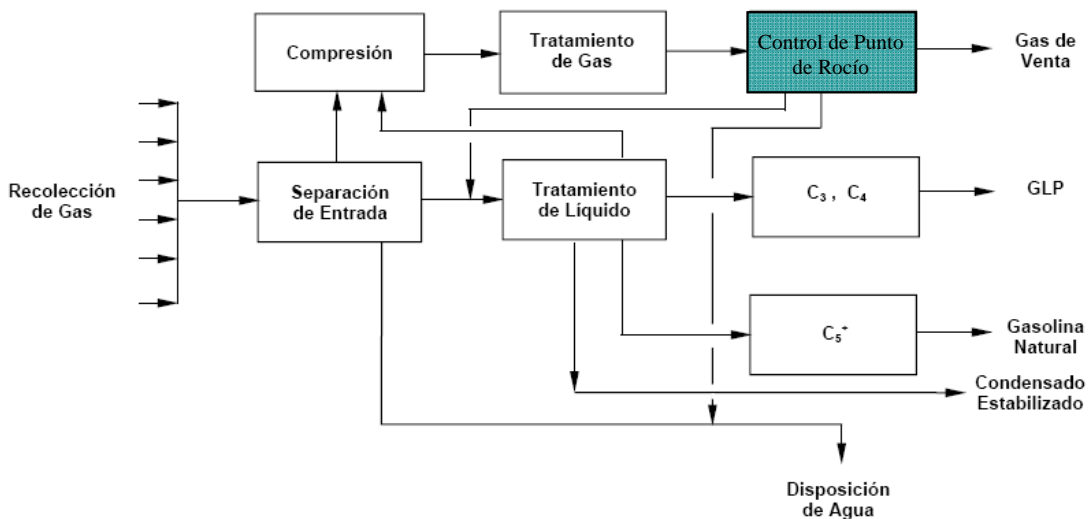 Compresión
Tratamiento
de Gas
Control de Punto
de Rocío
Gas de
Venta
Recolección
de Gas
Separación
de Entrada
Tratamiento
de Líquido
C₃ , C₄
GLP
C₅⁺
Gasolina
Natural
Condensado
Estabilizado
Disposición
de Agua